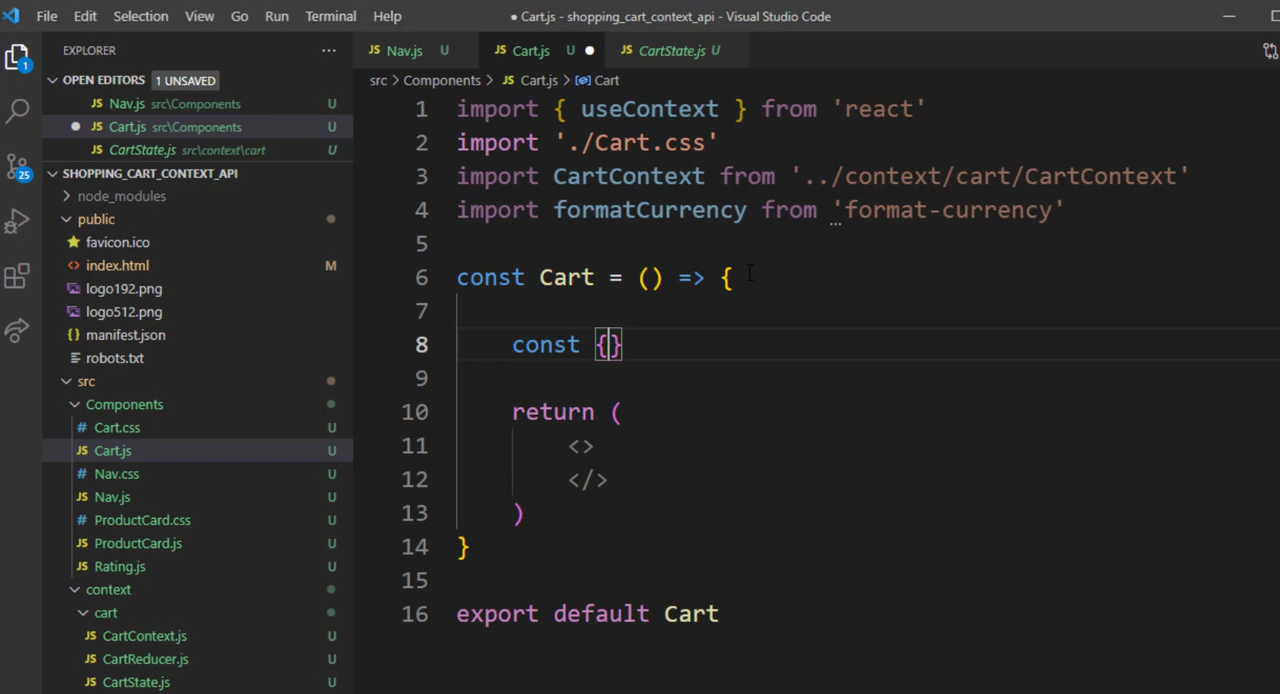 File Edit Selection View Go Run Terminal Help
● Cart.js - shopping_cart_context_api - Visual Studio Code
EXPLORER ...
JS Nav.js U
JS Cart.js U ●
JS CartState.js U
OPEN EDITORS 1 UNSAVED
src > Components > JS Cart.js > Cart
JS Nav.js src\Components U
● JS Cart.js src\Components U
JS CartState.js src\context\cart U
SHOPPING_CART_CONTEXT_API
> node_modules
public
favicon.ico
<> index.html M
logo192.png
logo512.png
{} manifest.json
robots.txt
src
Components
# Cart.css U
JS Cart.js U
# Nav.css U
JS Nav.js U
# ProductCard.css U
JS ProductCard.js U
JS Rating.js U
context
cart
JS CartContext.js U
JS CartReducer.js U
JS CartState.js U
1
25
1 import { useContext } from 'react'
2 import './Cart.css'
3 import CartContext from '../context/cart/CartContext'
4 import formatCurrency from 'format-currency'
5
6 const Cart = () => {
7
8 const {}
9
10 return (
11 <>
12 </>
13 )
14 }
15
16 export default Cart